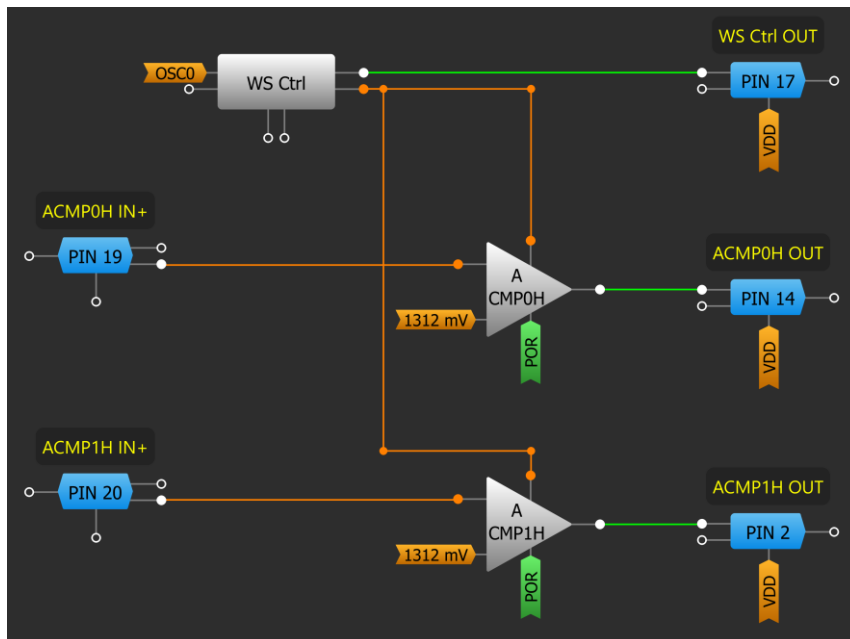 WS Ctrl OUT
OSC0
WS Ctrl
PIN 17
VDD
ACMP0H IN+
PIN 19
ACMP0H OUT
A
CMP0H
PIN 14
1312 mV
POR
VDD
ACMP1H IN+
PIN 20
ACMP1H OUT
A
CMP1H
PIN 2
1312 mV
POR
VDD